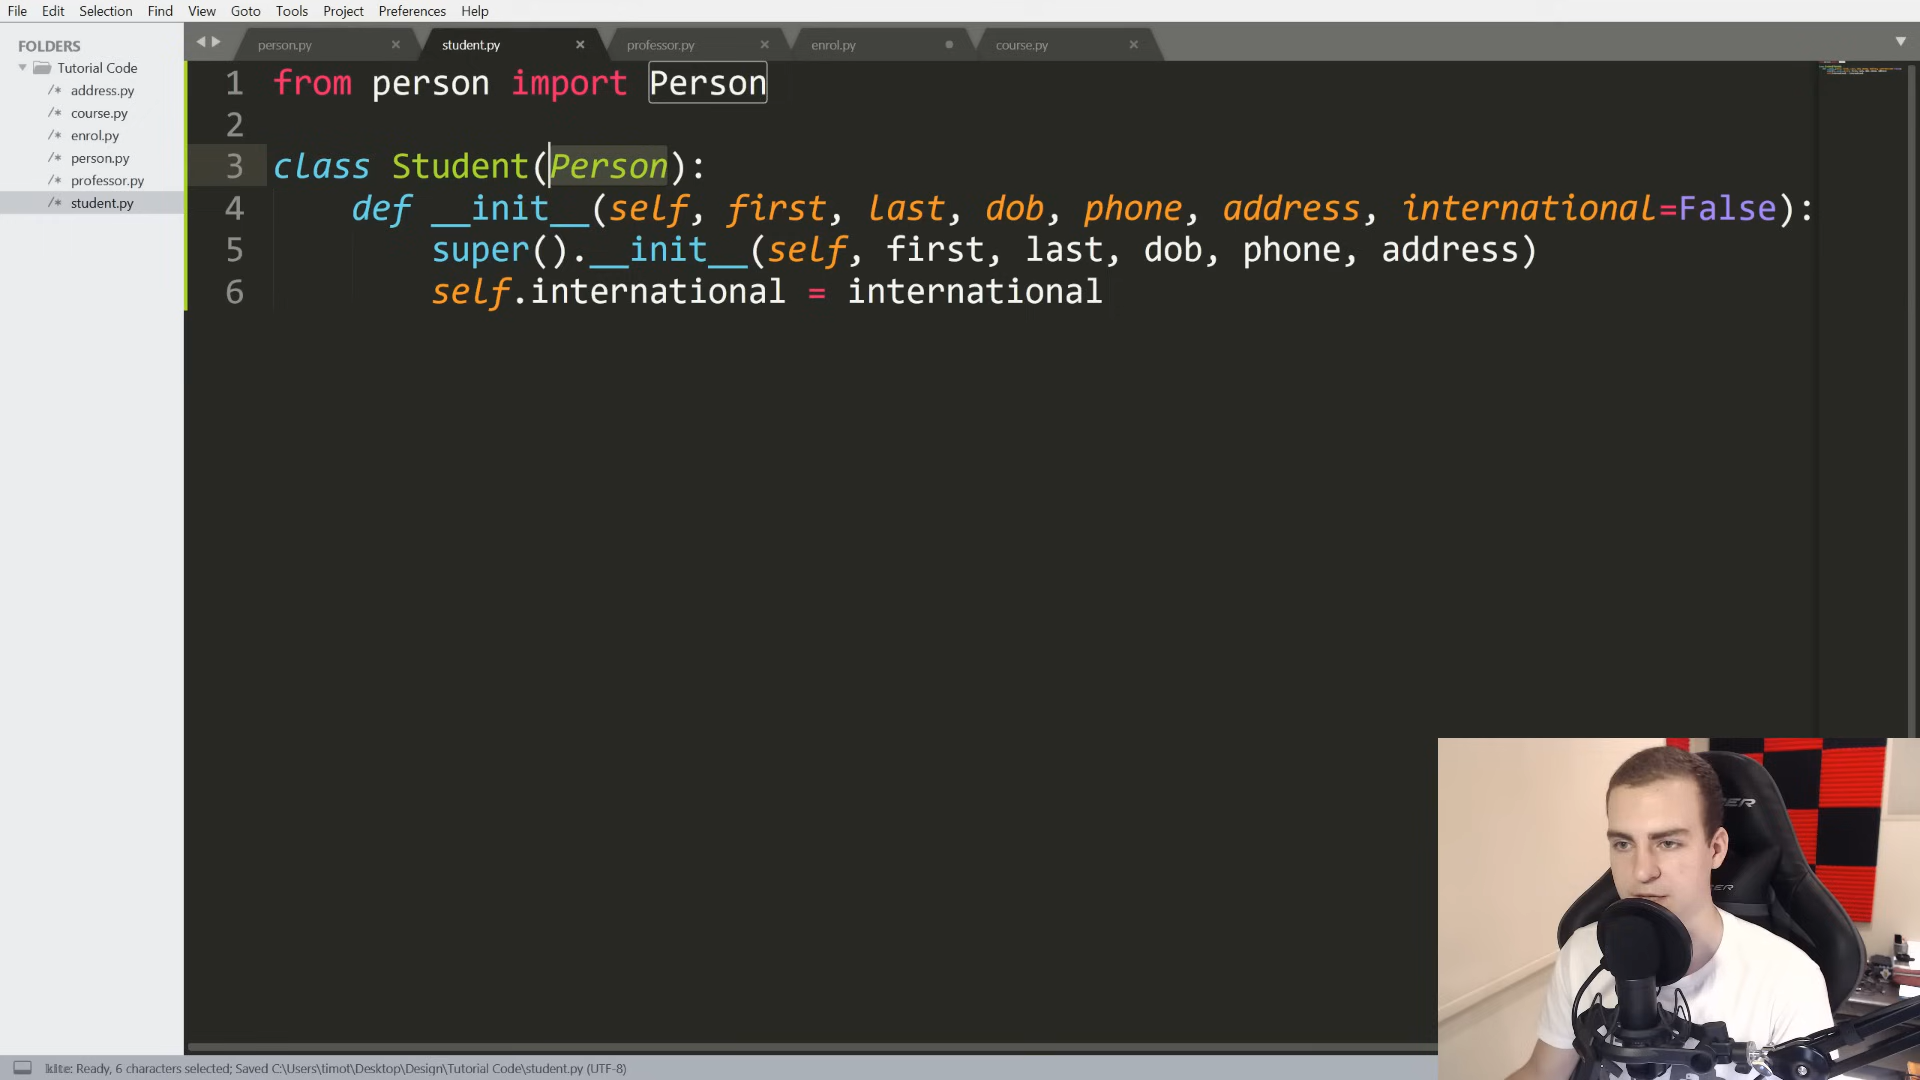 File Edit Selection Find View Goto Tools Project Preferences Help
FOLDERS
Tutorial Code
/* address.py
/* course.py
/* enrol.py
/* person.py
/* professor.py
/* student.py
person.py × student.py × professor.py × enrol.py course.py ×
1 from person import Person
2
3 class Student(Person):
4 def __init__(self, first, last, dob, phone, address, international=False):
5 super().__init__(self, first, last, dob, phone, address)
6 self.international = international
kite: Ready, 6 characters selected; Saved C:\Users\timot\Desktop\Design\Tutorial Code\student.py (UTF-8)